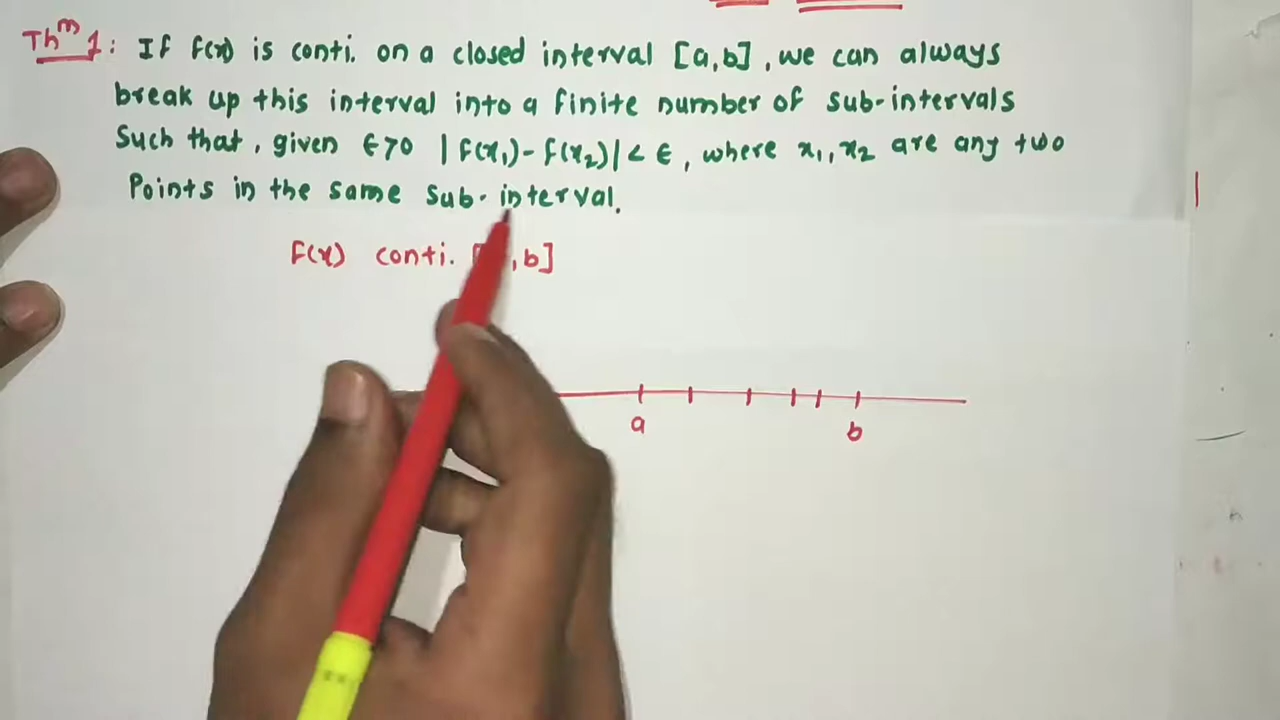 Thm 1: If f(x) is conti. on a closed interval [a,b], we can always
break up this interval into a finite number of sub-intervals
Such that, given ϵ>0 |f(x1)-f(x2)|< ϵ, where x1, x2 are any two
Points in the same sub-interval.
f(x) conti. [ ,b]
a b